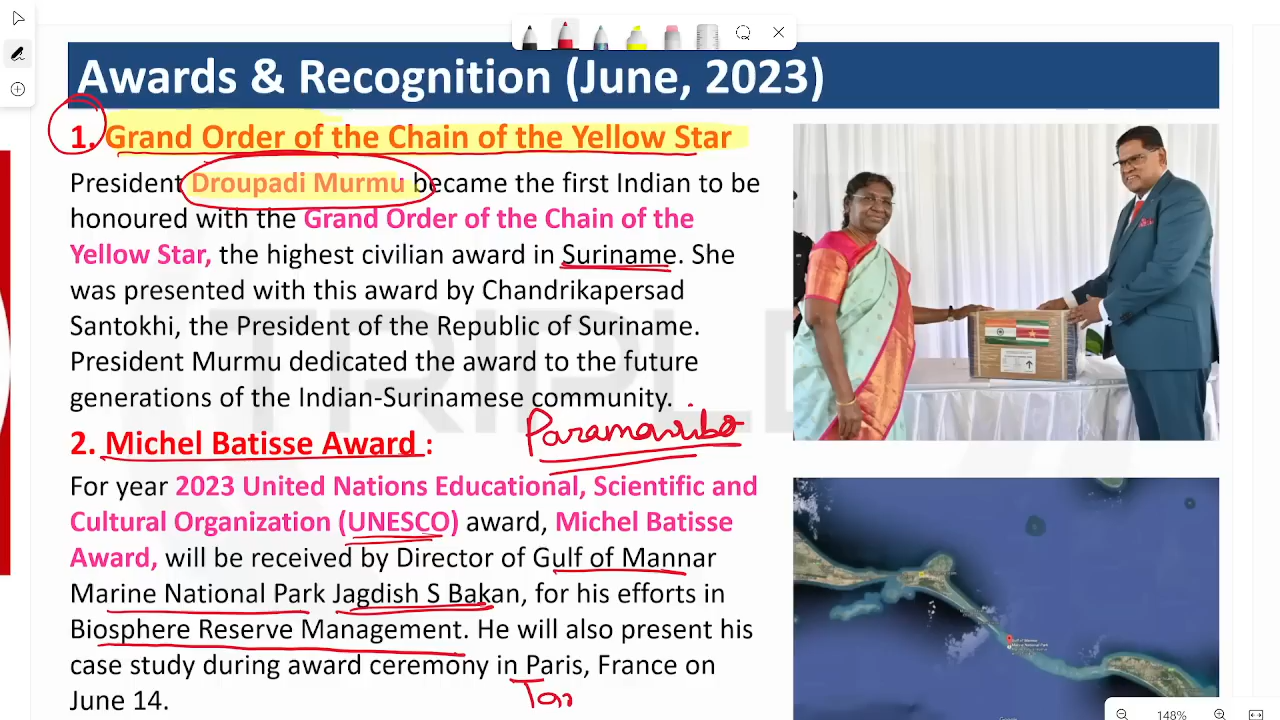 Awards & Recognition (June, 2023)
1. Grand Order of the Chain of the Yellow Star
President Droupadi Murmu became the first Indian to be
honoured with the Grand Order of the Chain of the
Yellow Star, the highest civilian award in Suriname. She
was presented with this award by Chandrikapersad
Santokhi, the President of the Republic of Suriname.
President Murmu dedicated the award to the future
generations of the Indian-Surinamese community.
Paramaribo
2. Michel Batisse Award :
For year 2023 United Nations Educational, Scientific and
Cultural Organization (UNESCO) award, Michel Batisse
Award, will be received by Director of Gulf of Mannar
Marine National Park Jagdish S Bakan, for his efforts in
Biosphere Reserve Management. He will also present his
case study during award ceremony in Paris, France on
June 14.
148%